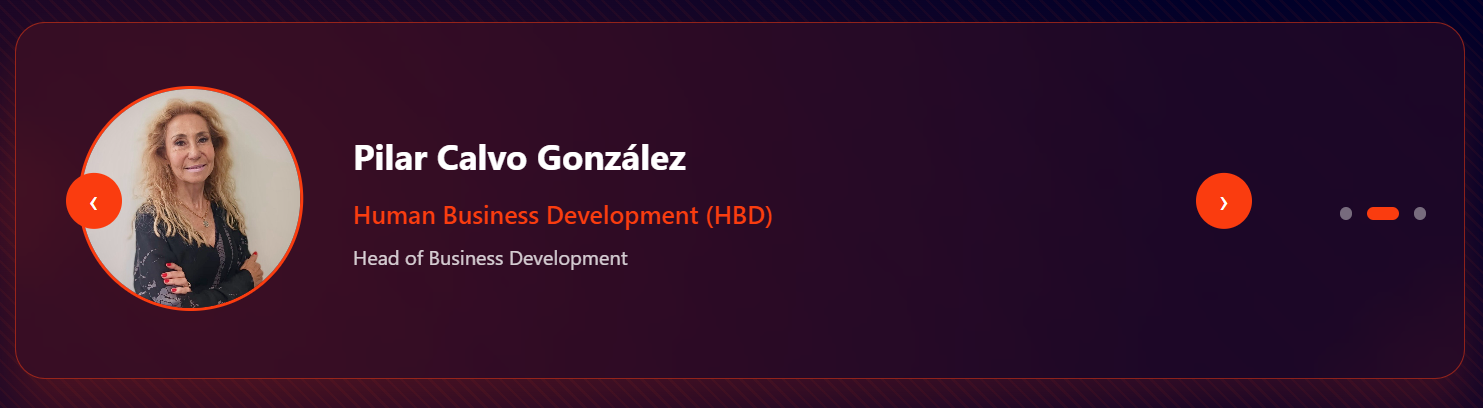 Pilar Calvo González
Human Business Development (HBD)
Head of Business Development